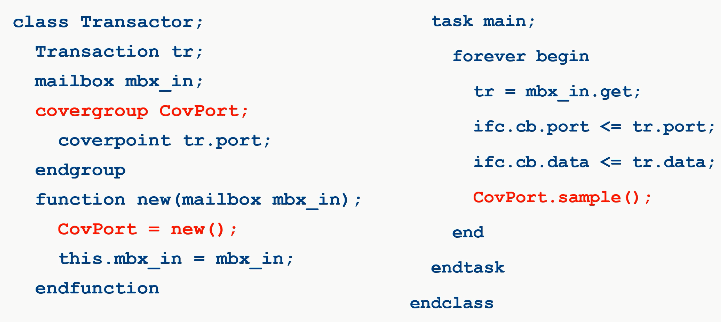 class Transactor;
Transaction tr;
mailbox mbx_in;
covergroup CovPort;
coverpoint tr.port;
endgroup
function new(mailbox mbx_in);
CovPort = new();
this.mbx_in = mbx_in;
endfunction
task main;
forever begin
tr = mbx_in.get;
ifc.cb.port <= tr.port;
ifc.cb.data <= tr.data;
CovPort.sample();
end
endtask
endclass